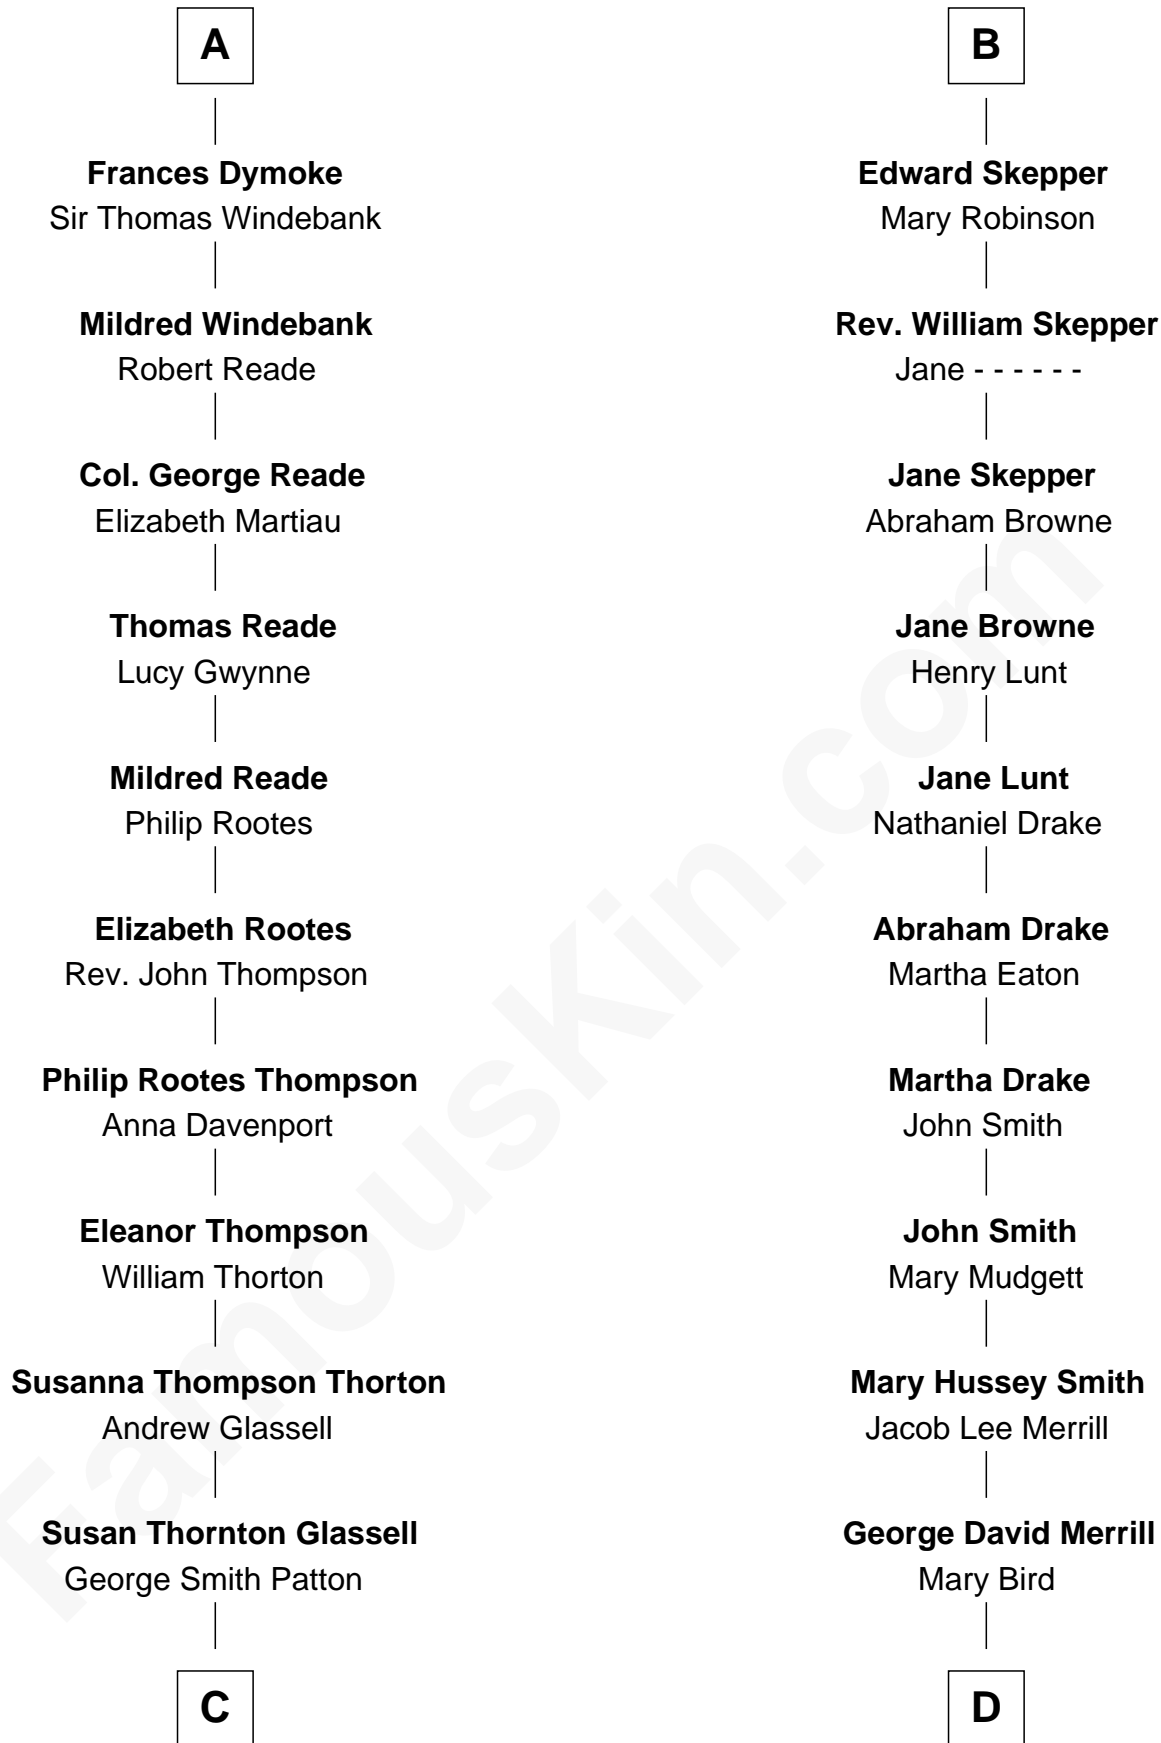 A
Frances Dymoke
Sir Thomas Windebank
Mildred Windebank
Robert Reade
Col. George Reade
Elizabeth Martiau
Thomas Reade
Lucy Gwynne
Mildred Reade
Philip Rootes
Elizabeth Rootes
Rev. John Thompson
Philip Rootes Thompson
Anna Davenport
Eleanor Thompson
William Thorton
Susanna Thompson Thorton
Andrew Glassell
Susan Thornton Glassell
George Smith Patton
C
B
Edward Skepper
Mary Robinson
Rev. William Skepper
Jane - - - - - -
Jane Skepper
Abraham Browne
Jane Browne
Henry Lunt
Jane Lunt
Nathaniel Drake
Abraham Drake
Martha Eaton
Martha Drake
John Smith
John Smith
Mary Mudgett
Mary Hussey Smith
Jacob Lee Merrill
George David Merrill
Mary Bird
D
FamousKin.com